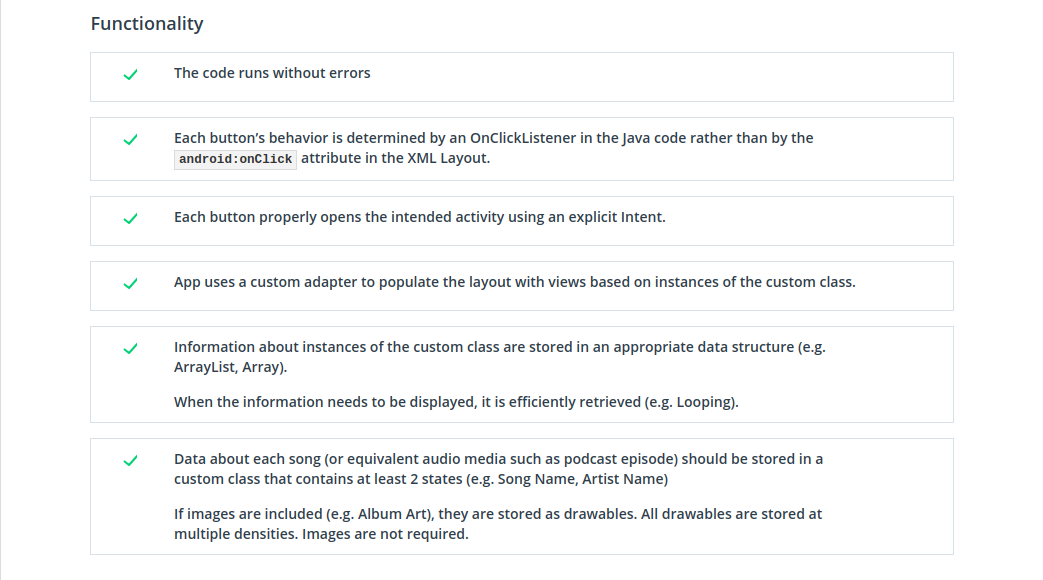 Functionality
The code runs without errors
Each button’s behavior is determined by an OnClickListener in the Java code rather than by the
android:onClick attribute in the XML Layout.
Each button properly opens the intended activity using an explicit Intent.
App uses a custom adapter to populate the layout with views based on instances of the custom class.
Information about instances of the custom class are stored in an appropriate data structure (e.g.
ArrayList, Array).
When the information needs to be displayed, it is efficiently retrieved (e.g. Looping).
Data about each song (or equivalent audio media such as podcast episode) should be stored in a
custom class that contains at least 2 states (e.g. Song Name, Artist Name)
If images are included (e.g. Album Art), they are stored as drawables. All drawables are stored at
multiple densities. Images are not required.